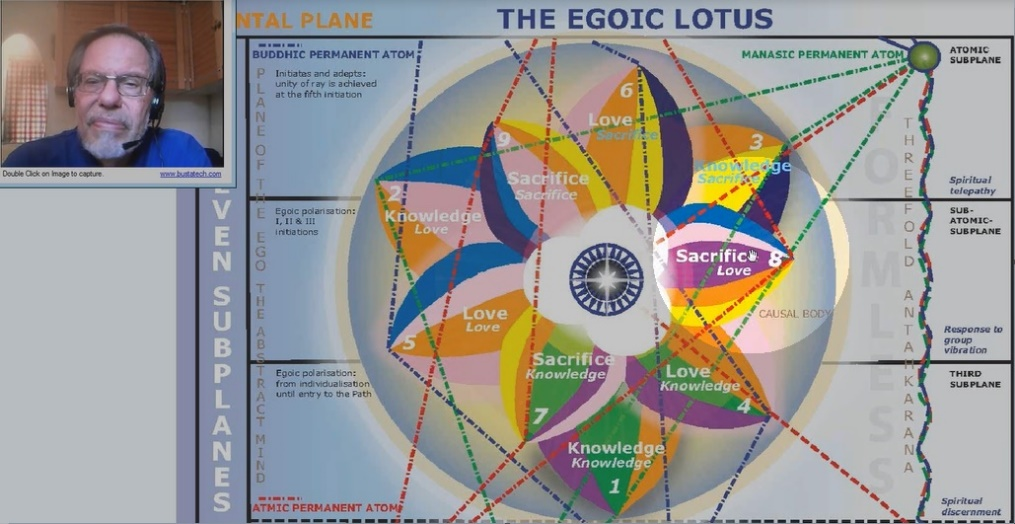 NTAL PLANE
THE EGOIC LOTUS
Double Click on Image to capture.
www.bustatech.com
BUDDHIC PERMANENT ATOM
MANASIC PERMANENT ATOM
ATOMIC
SUBPLANE
Initiates and adepts:
unity of ray is achieved
at the fifth initiation
PLANE OF THE EGO THE ABSTRACT MIND
EVEN SUBPLANES
6
Love
Sacrifice
9
Sacrifice
Sacrifice
3
Knowledge
Sacrifice
2
Knowledge
Love
Spiritual
telepathy
Egoic polarisation:
I, II & III
initiations
SUB-
ATOMIC-
SUBPLANE
Sacrifice
Love
8
Love
Love
5
CAUSAL BODY
THREEFOLD ANTAHKARANA
Response to
group
vibration
Egoic polarisation:
from individualisation
until entry to the Path
Sacrifice
Knowledge
7
Love
Knowledge
4
THIRD
SUBPLANE
Knowledge
Knowledge
1
ATMIC PERMANENT ATOM
Spiritual
discernment